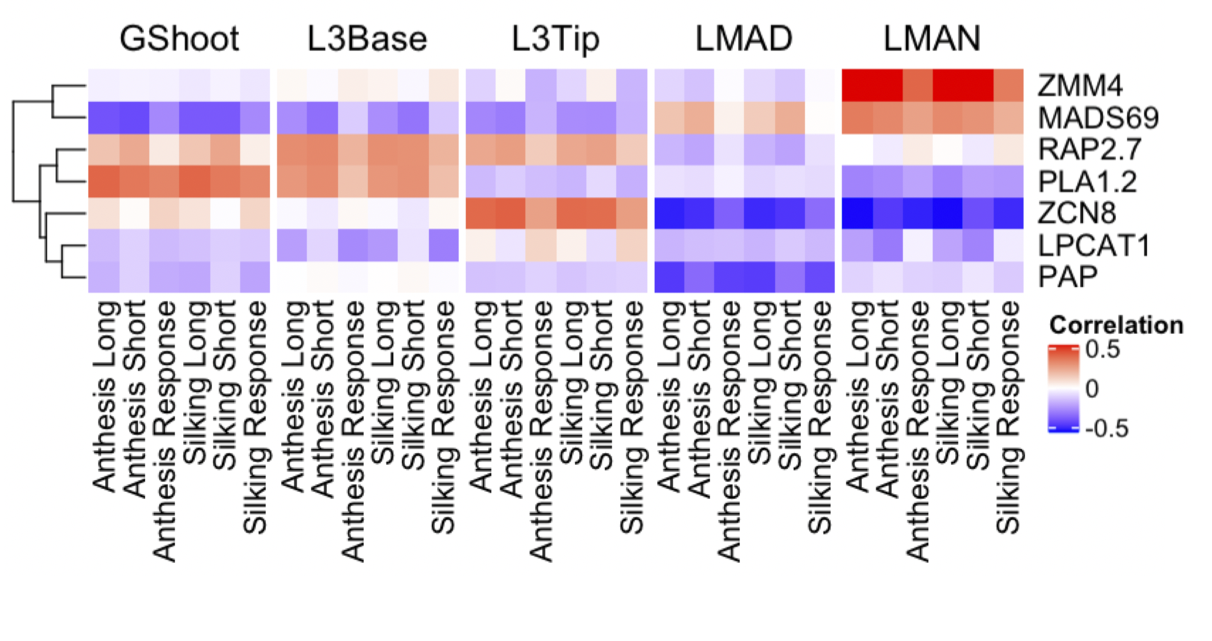 GShoot L3Base L3Tip LMAD LMAN
ZMM4
MADS69
RAP2.7
PLA1.2
ZCN8
LPCAT1
PAP
Anthesis Long
Anthesis Short
Anthesis Response
Silking Long
Silking Short
Silking Response
Anthesis Long
Anthesis Short
Anthesis Response
Silking Long
Silking Short
Silking Response
Anthesis Long
Anthesis Short
Anthesis Response
Silking Long
Silking Short
Silking Response
Anthesis Long
Anthesis Short
Anthesis Response
Silking Long
Silking Short
Silking Response
Anthesis Long
Anthesis Short
Anthesis Response
Silking Long
Silking Short
Silking Response
Correlation
0.5
0
-0.5